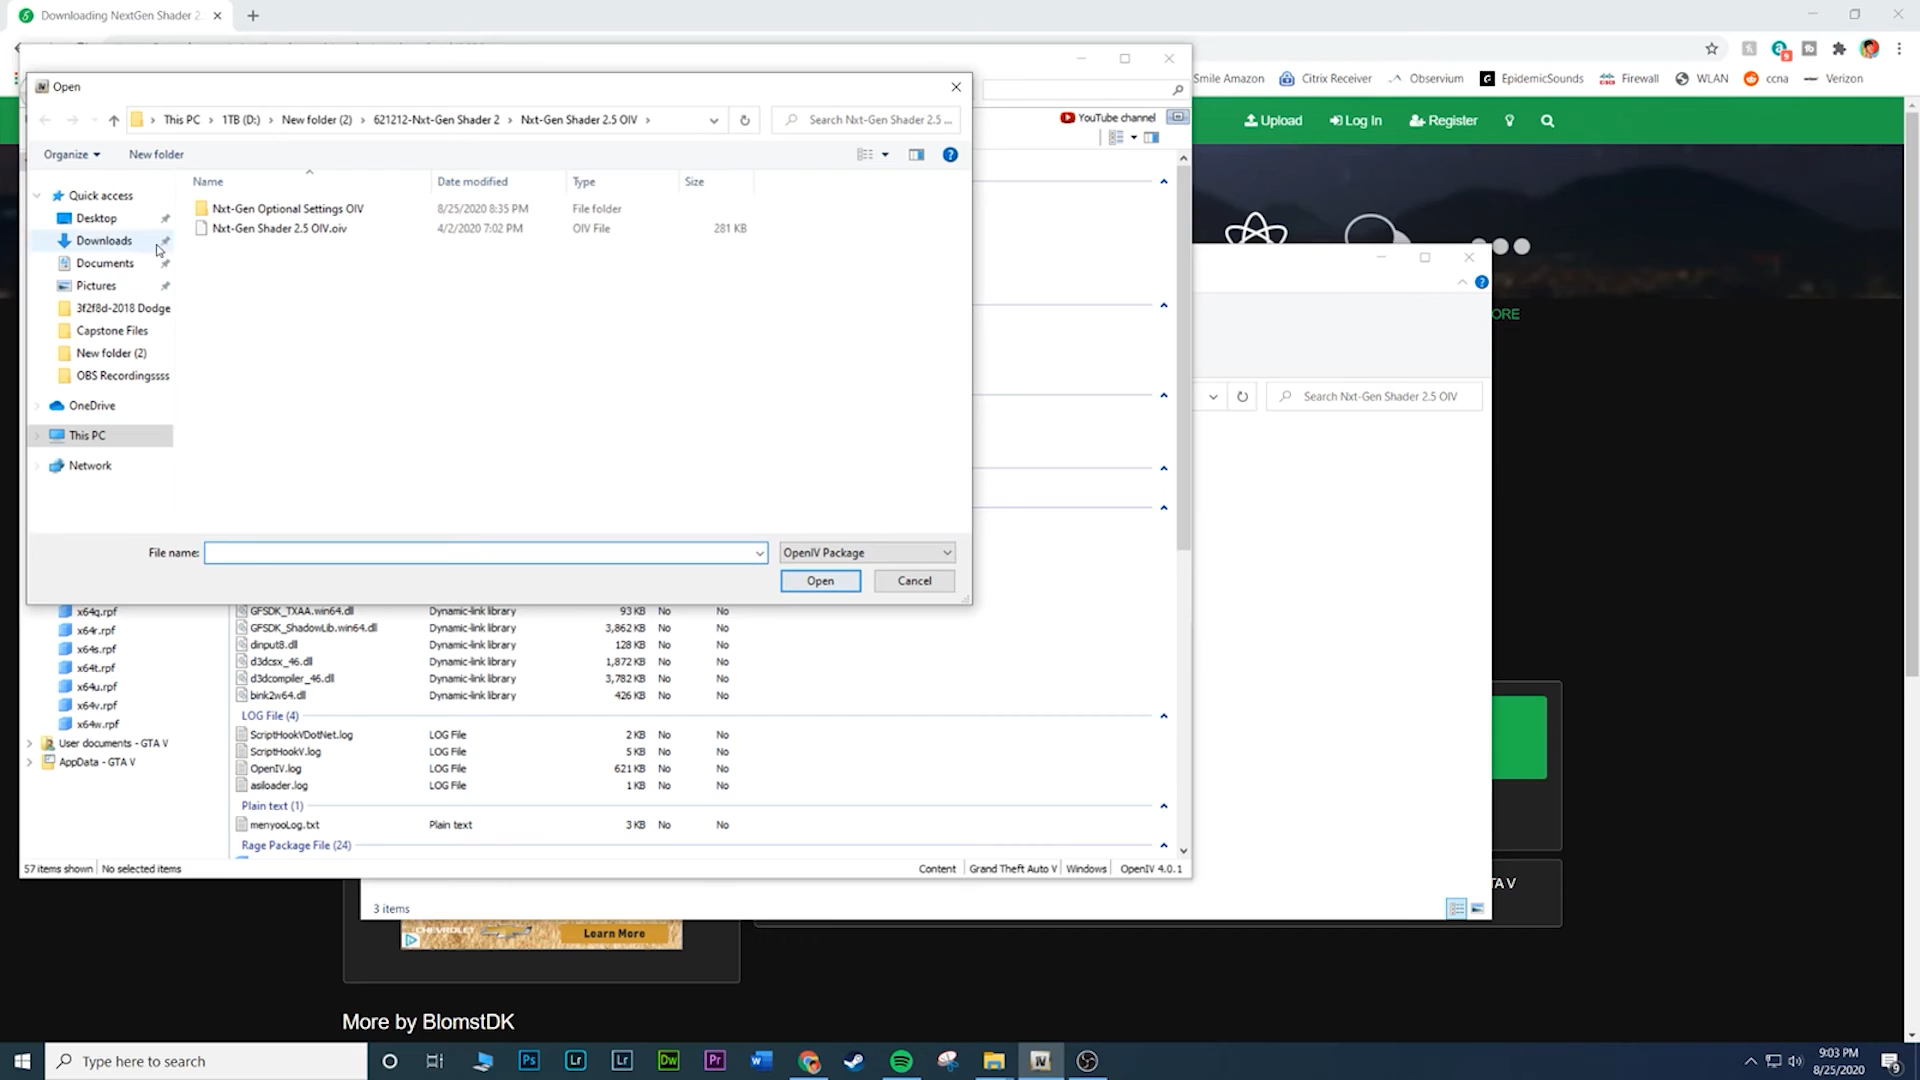 Downloading NextGen Shader 2.
Smile Amazon
Citrix Receiver
Observium
EpidemicSounds
Firewall
WLAN
ccna
Verizon
Open
This PC > 1TB (D:) > New folder (2) > 621212-Nxt-Gen Shader 2 > Nxt-Gen Shader 2.5 OIV >
Search Nxt-Gen Shader 2.5 ...
YouTube channel
Upload
Log In
Register
Organize
New folder
Name
Date modified
Type
Size
Quick access
Desktop
Downloads
Documents
Pictures
3f2f8d-2018 Dodge
Capstone Files
New folder (2)
OBS Recordingssss
OneDrive
This PC
Network
Nxt-Gen Optional Settings OIV 8/25/2020 8:35 PM File folder
Nxt-Gen Shader 2.5 OIV.oiv 4/2/2020 7:02 PM OIV File 281 KB
ORE
Search Nxt-Gen Shader 2.5 OIV
File name:
OpenIV Package
Open
Cancel
x64q.rpf
x64r.rpf
x64s.rpf
x64t.rpf
x64u.rpf
x64v.rpf
x64w.rpf
User documents - GTA V
AppData - GTA V
GFSDK_TXAA.win64.dll Dynamic-link library 93 KB No No
GFSDK_ShadowLib.win64.dll Dynamic-link library 3,862 KB No No
dinput8.dll Dynamic-link library 128 KB No No
d3dcsx_46.dll Dynamic-link library 1,872 KB No No
d3dcompiler_46.dll Dynamic-link library 3,782 KB No No
bink2w64.dll Dynamic-link library 426 KB No No
LOG File (4)
ScriptHookVDotNet.log LOG File 2 KB No No
ScriptHookV.log LOG File 5 KB No No
OpenIV.log LOG File 621 KB No No
asiloader.log LOG File 1 KB No No
Plain text (1)
menyooLog.txt Plain text 3 KB No No
Rage Package File (24)
57 items shown
No selected items
Content
Grand Theft Auto V
Windows
OpenIV 4.0.1
TA V
3 items
CHEVROLET
Learn More
More by BlomstDK
Type here to search
Ps
Lr
Lr
Dw
Pr
W
IV
9:03 PM
8/25/2020
9